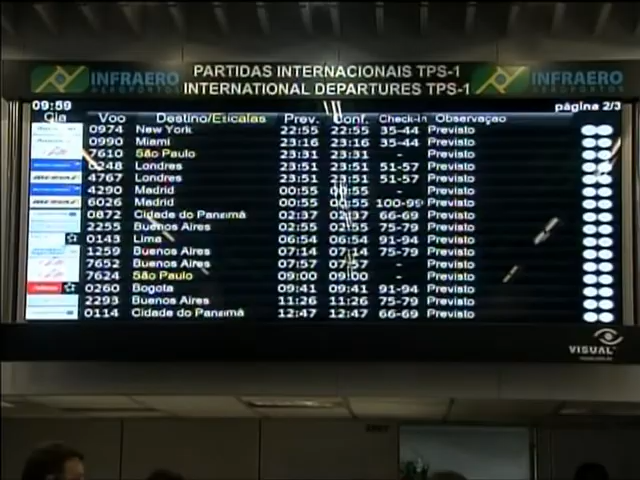 INFRAERO AEROPORTOS PARTIDAS INTERNACIONAIS TPS-1 INFRAERO AEROPORTOS
INTERNATIONAL DEPARTURES TPS-1
09:59 página 2/3
Cia Voo Destino/Escalas Prev. Conf. Check-in Observaçao
0974 New York 22:55 22:55 35-44 Previsto
0990 Miami 23:16 23:16 35-44 Previsto
7610 São Paulo 23:31 23:31 - Previsto
0248 Londres 23:51 23:51 51-57 Previsto
4767 Londres 23:51 23:51 51-57 Previsto
4290 Madrid 00:55 00:55 - Previsto
6026 Madrid 00:55 00:55 100-99 Previsto
0872 Cidade do Panamá 02:37 02:37 66-69 Previsto
2255 Buenos Aires 02:55 02:55 75-79 Previsto
0143 Lima 06:54 06:54 91-94 Previsto
1259 Buenos Aires 07:14 07:14 75-79 Previsto
7652 Buenos Aires 07:57 07:57 - Previsto
7624 São Paulo 09:00 09:00 - Previsto
0260 Bogota 09:41 09:41 91-94 Previsto
2293 Buenos Aires 11:26 11:26 75-79 Previsto
0114 Cidade do Panamá 12:47 12:47 66-69 Previsto
VISUAL